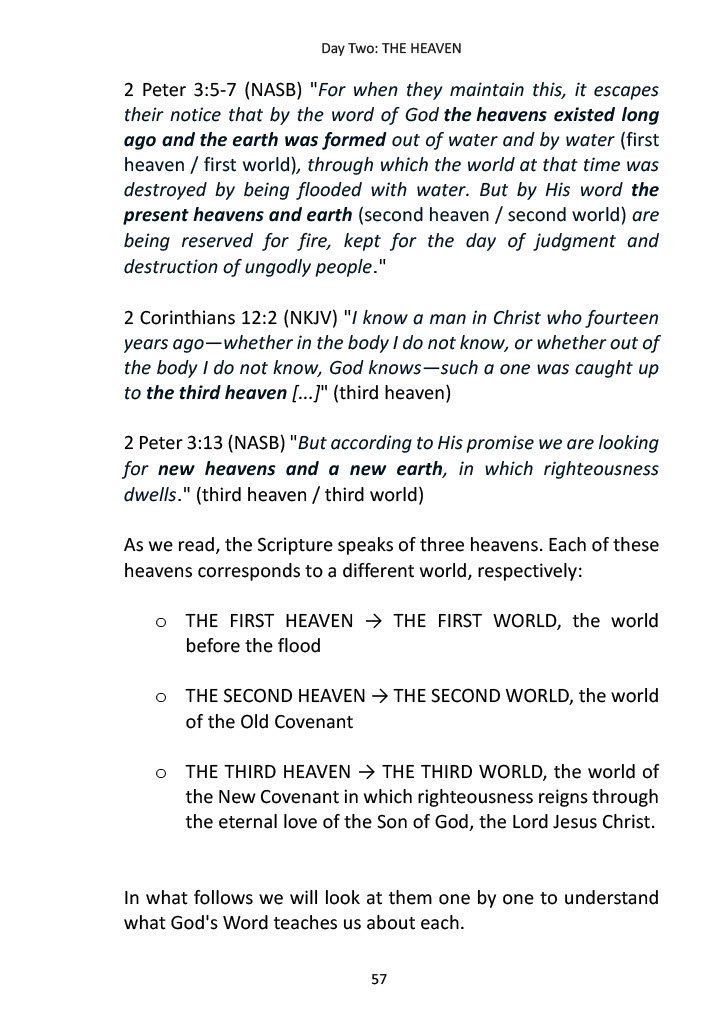 Day Two: THE HEAVEN
2 Peter 3:5-7 (NASB) "For when they maintain this, it escapes
their notice that by the word of God the heavens existed long
ago and the earth was formed out of water and by water (first
heaven / first world), through which the world at that time was
destroyed by being flooded with water. But by His word the
present heavens and earth (second heaven / second world) are
being reserved for fire, kept for the day of judgment and
destruction of ungodly people."
2 Corinthians 12:2 (NKJV) "I know a man in Christ who fourteen
years ago—whether in the body I do not know, or whether out of
the body I do not know, God knows—such a one was caught up
to the third heaven [...]" (third heaven)
2 Peter 3:13 (NASB) "But according to His promise we are looking
for new heavens and a new earth, in which righteousness
dwells." (third heaven / third world)
As we read, the Scripture speaks of three heavens. Each of these
heavens corresponds to a different world, respectively:
o THE FIRST HEAVEN → THE FIRST WORLD, the world
before the flood
o THE SECOND HEAVEN → THE SECOND WORLD, the world
of the Old Covenant
o THE THIRD HEAVEN → THE THIRD WORLD, the world of
the New Covenant in which righteousness reigns through
the eternal love of the Son of God, the Lord Jesus Christ.
In what follows we will look at them one by one to understand
what God's Word teaches us about each.
57